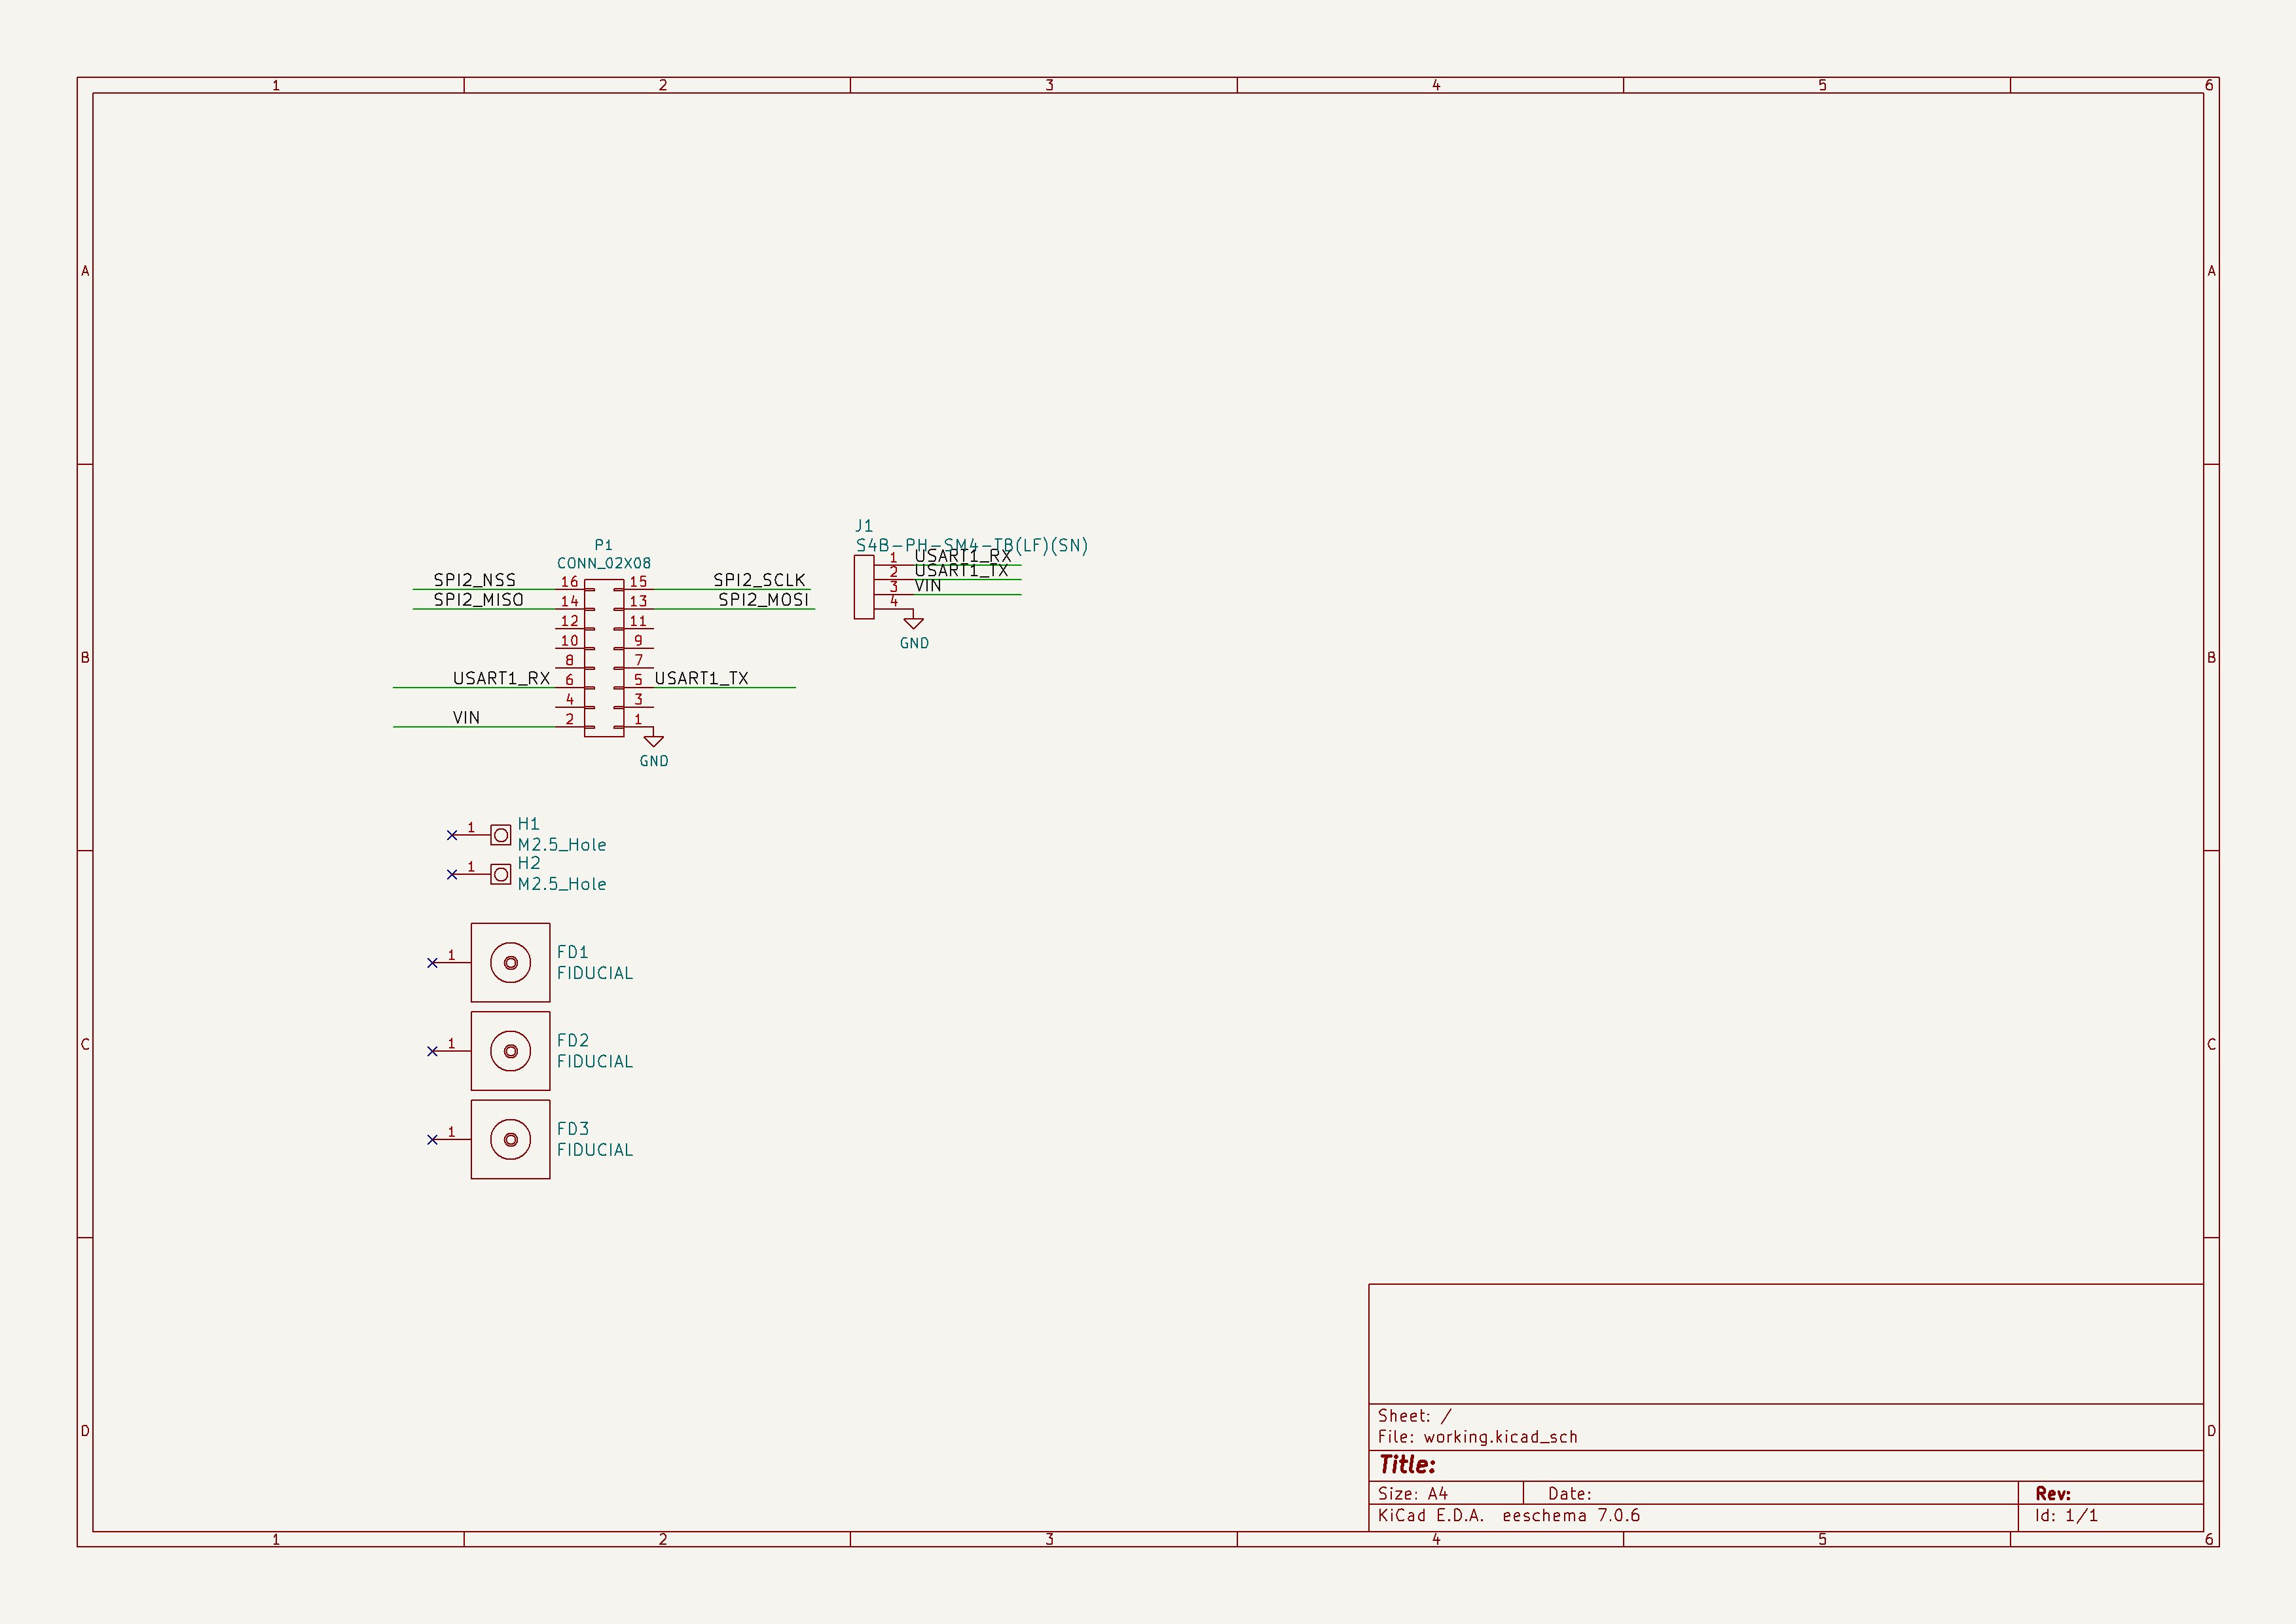 1 2 3 4 5 6
A A
J1
S4B-PH-SM4-TB(LF)(SN)
P1
CONN_02X08
1 USART1_RX
2 USART1_TX
3 VIN
4
GND
SPI2_NSS 16 15 SPI2_SCLK
SPI2_MISO 14 13 SPI2_MOSI
12 11
10 9
8 7
USART1_RX 6 5 USART1_TX
4 3
VIN 2 1
GND
B B
1 H1
M2.5_Hole
1 H2
M2.5_Hole
1 FD1
FIDUCIAL
1 FD2
FIDUCIAL
C C
1 FD3
FIDUCIAL
Sheet: /
File: working.kicad_sch
D D
Title:
Size: A4 Date: Rev:
KiCad E.D.A. eeschema 7.0.6 Id: 1/1
1 2 3 4 5 6